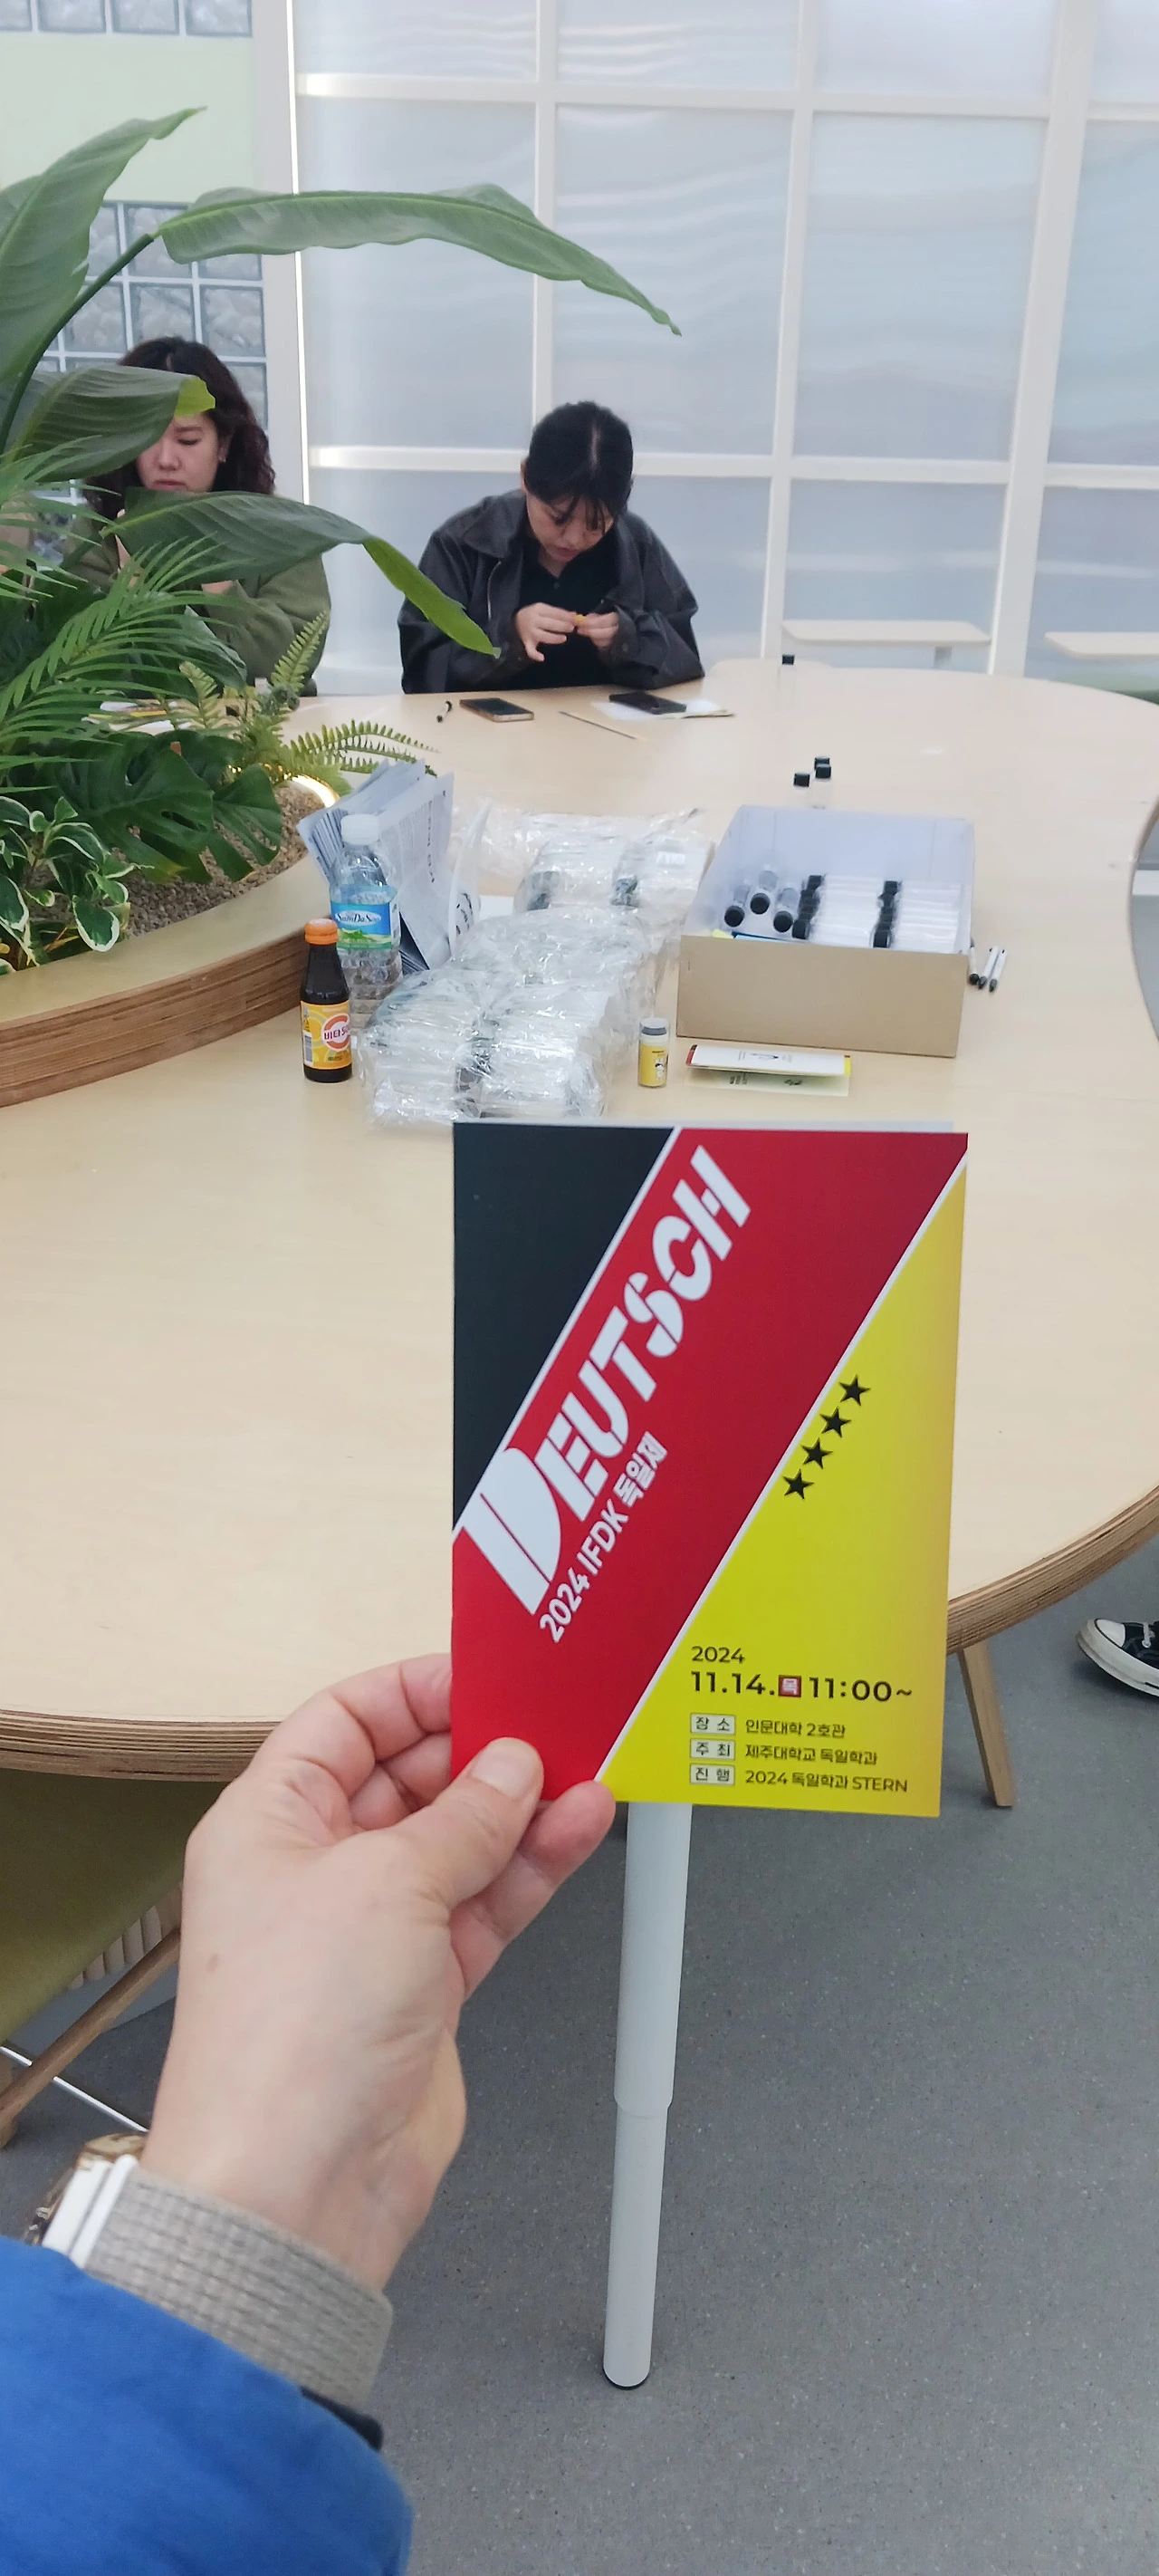 DEUTSCH
2024 IFDK 독일제
2024
11.14.목 11:00~
장소 인문대학 2호관
주최 제주대학교 독일학과
진행 2024 독일학과 STERN